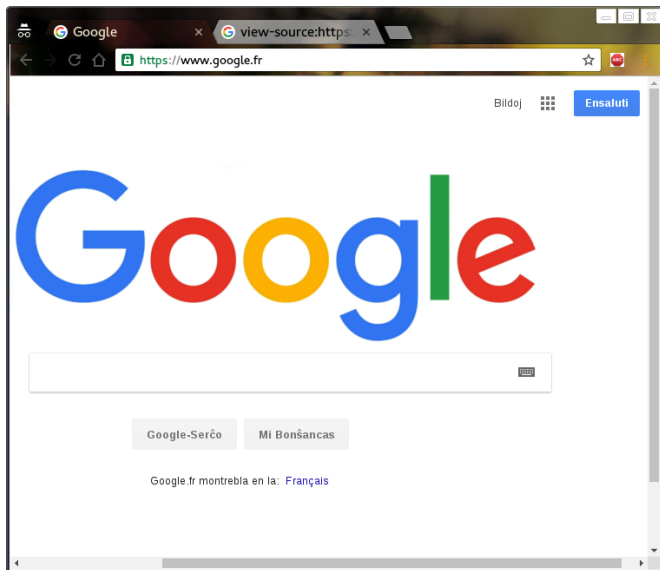 Google
view-source:https:
https://www.google.fr
ABC
Bildoj
Ensaluti
Google
Google-Serĉo
Mi Bonŝancas
Google.fr montrebla en la: Français